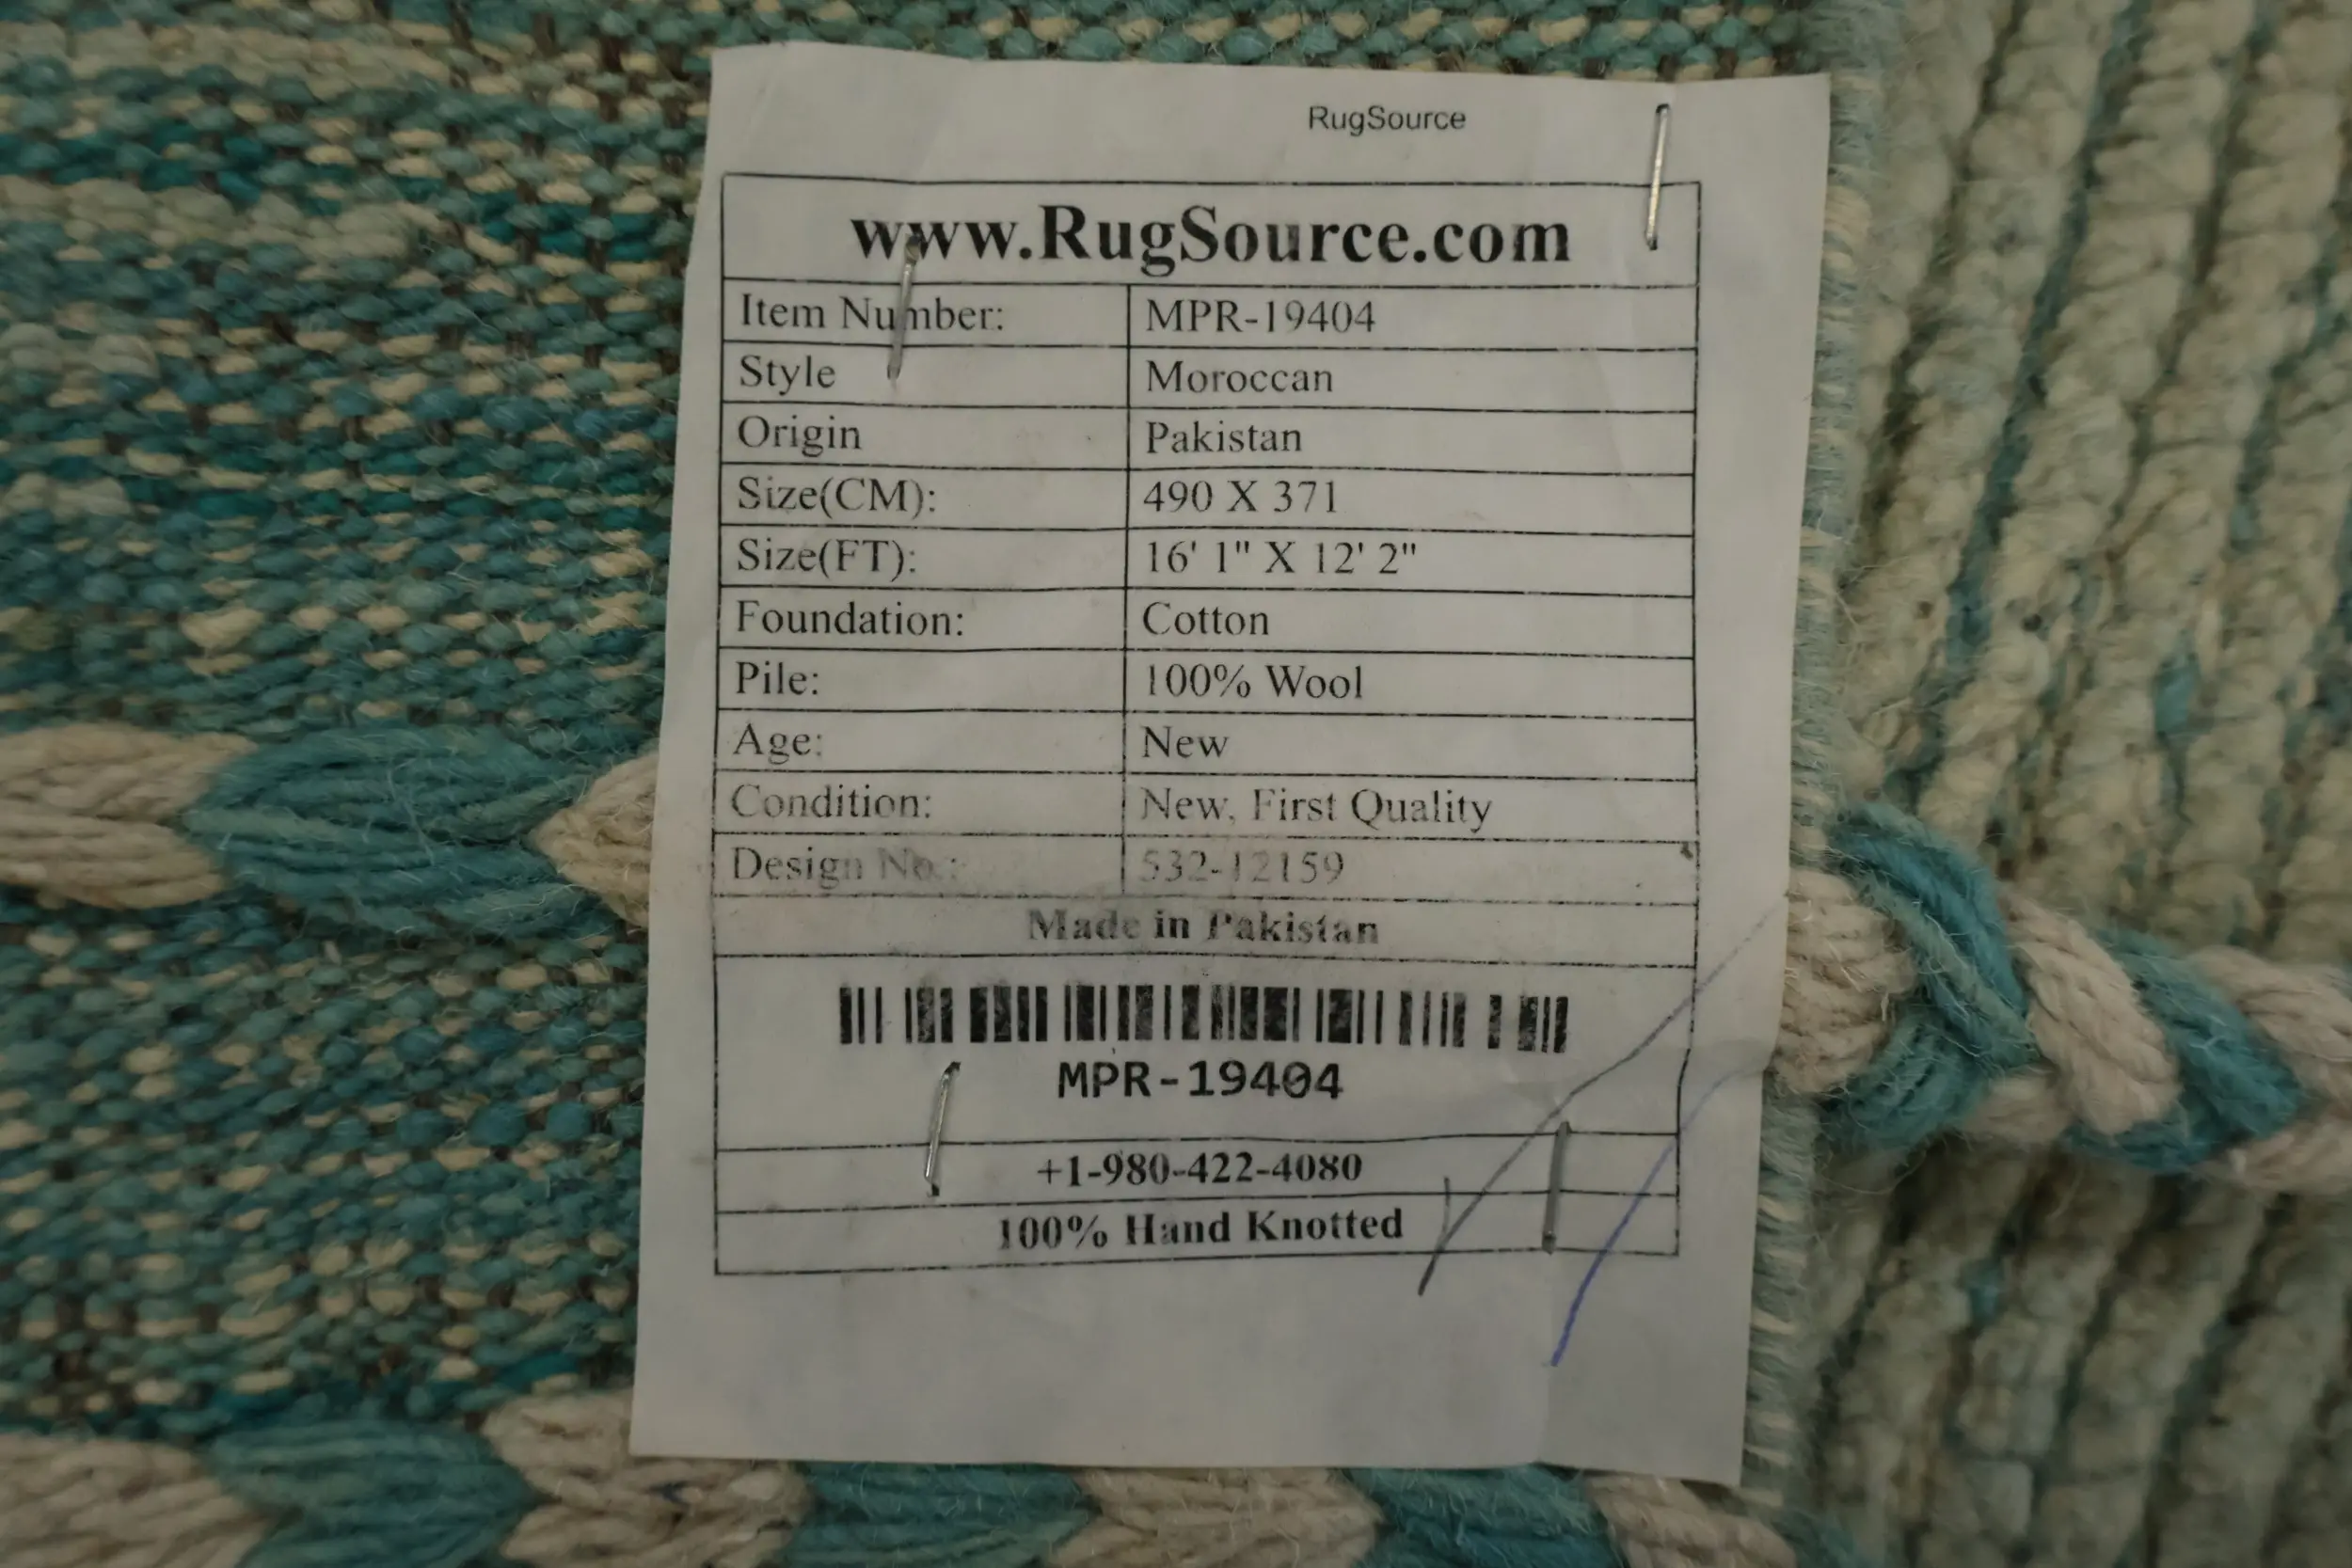 RugSource
www.RugSource.com
Item Number: MPR-19404
Style Moroccan
Origin Pakistan
Size(CM): 490 X 371
Size(FT): 16' 1" X 12' 2"
Foundation: Cotton
Pile: 100% Wool
Age: New
Condition: New, First Quality
Design No.: 532-12159
Made in Pakistan
MPR-19404
+1-980-422-4080
100% Hand Knotted